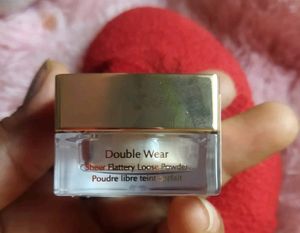 Double Wear
Sheer Flattery Loose Powder
Poudre libre teint parfait